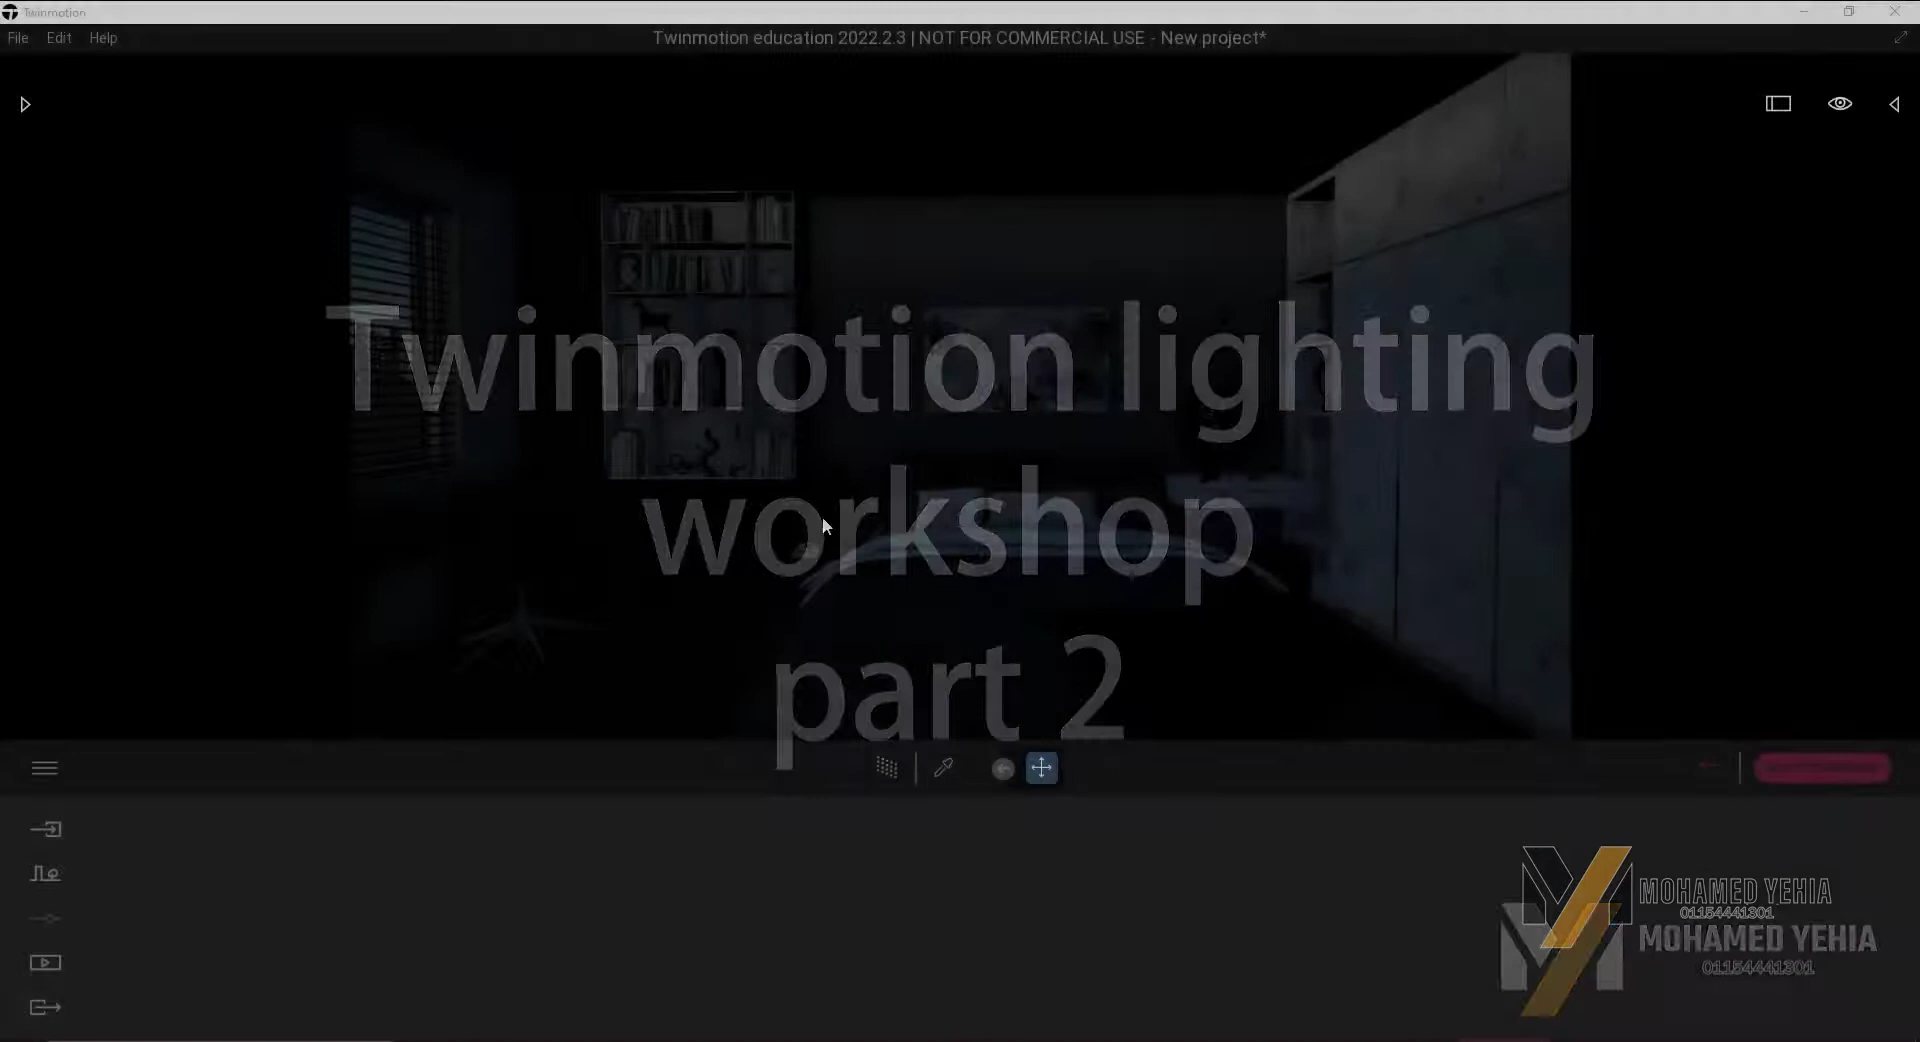 Twinmotion
File Edit Help
Twinmotion education 2022.2.3 | NOT FOR COMMERCIAL USE - New project*
Twinmotion lighting
workshop
part 2
MOHAMED YEHIA
01154441301
MOHAMED YEHIA
01154441301